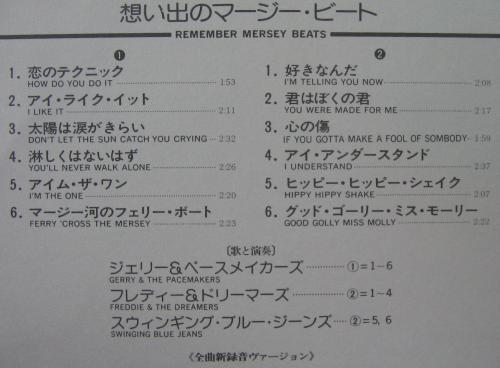 想い出のマージー・ビート
REMEMBER MERSEY BEATS
❶
1. 恋のテクニック
HOW DO YOU DO IT 1:53
2. アイ・ライク・イット
I LIKE IT 2:11
3. 太陽は涙がきらい
DON'T LET THE SUN CATCH YOU CRYING 2:32
4. 淋しくはないはず
YOU'LL NEVER WALK ALONE 2:26
5. アイム・ザ・ワン
I'M THE ONE 2:20
6. マージー河のフェリー・ボート
FERRY 'CROSS THE MERSEY 2:23
❷
1. 好きなんだ
I'M TELLING YOU NOW 2:08
2. 君はぼくの君
YOU WERE MADE FOR ME 2:17
3. 心の傷
IF YOU GOTTA MAKE A FOOL OF SOMBODY 1:59
4. アイ・アンダースタンド
I UNDERSTAND 2:37
5. ヒッピー・ヒッピー・シェイク
HIPPY HIPPY SHAKE 2:07
6. グッド・ゴーリー・ミス・モーリー
GOOD GOLLY MISS MOLLY 2:22
〔歌と演奏〕
ジェリー&ペースメイカーズ ①=1~6
GERRY & THE PACEMAKERS
フレディー&ドリーマーズ ②=1~4
FREDDIE & THE DREAMERS
スウィンギング・ブルー・ジーンズ ②=5, 6
SWINGING BLUE JEANS
《全曲新録音ヴァージョン》